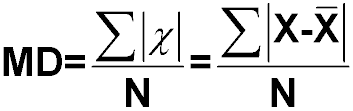 MD= ∑|χ| / N = ∑|X-X̅| / N